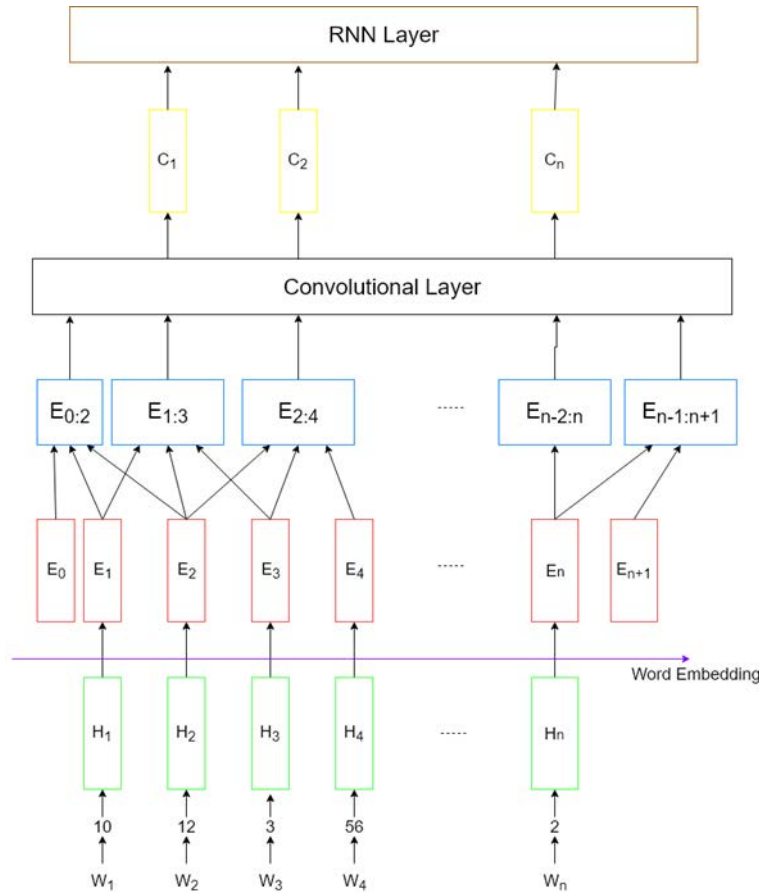 RNN Layer
C₁ C₂ Cₙ
Convolutional Layer
E₀:₂ E₁:₃ E₂:₄ ----- Eₙ₋₂:ₙ Eₙ₋₁:ₙ₊₁
E₀ E₁ E₂ E₃ E₄ ----- Eₙ Eₙ₊₁
Word Embedding
H₁ H₂ H₃ H₄ ----- Hₙ
10 12 3 56 2
W₁ W₂ W₃ W₄ Wₙ